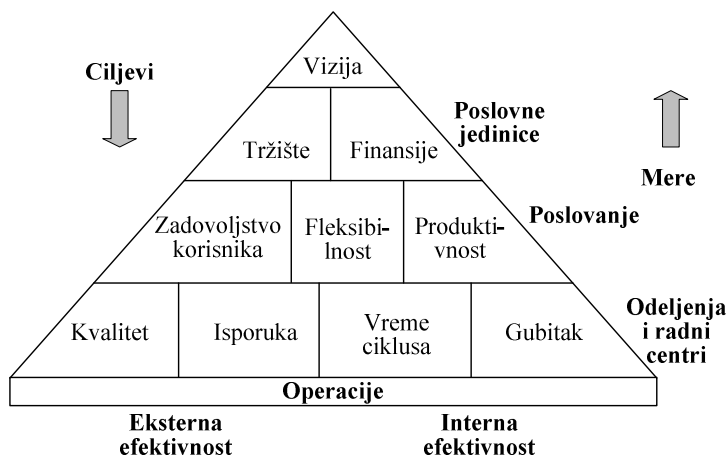 Vizija
Ciljevi
Poslovne
jedinice
Tržište
Finansije
Mere
Zadovoljstvo
korisnika
Fleksibi-
lnost
Produkti-
vnost
Poslovanje
Kvalitet
Isporuka
Vreme
ciklusa
Gubitak
Odeljenja
i radni
centri
Operacije
Eksterna
efektivnost
Interna
efektivnost